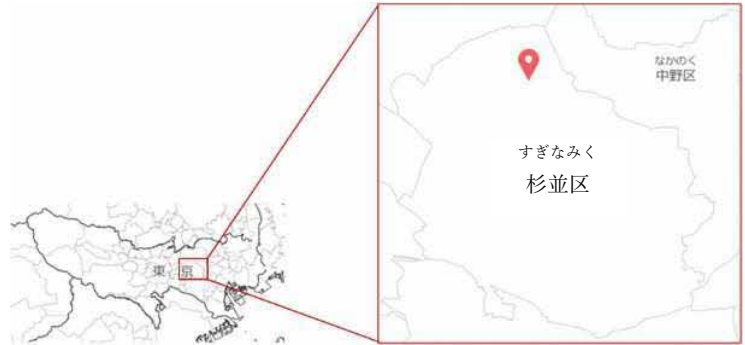 なかのく
中野区
すぎなみく
杉並区
東京